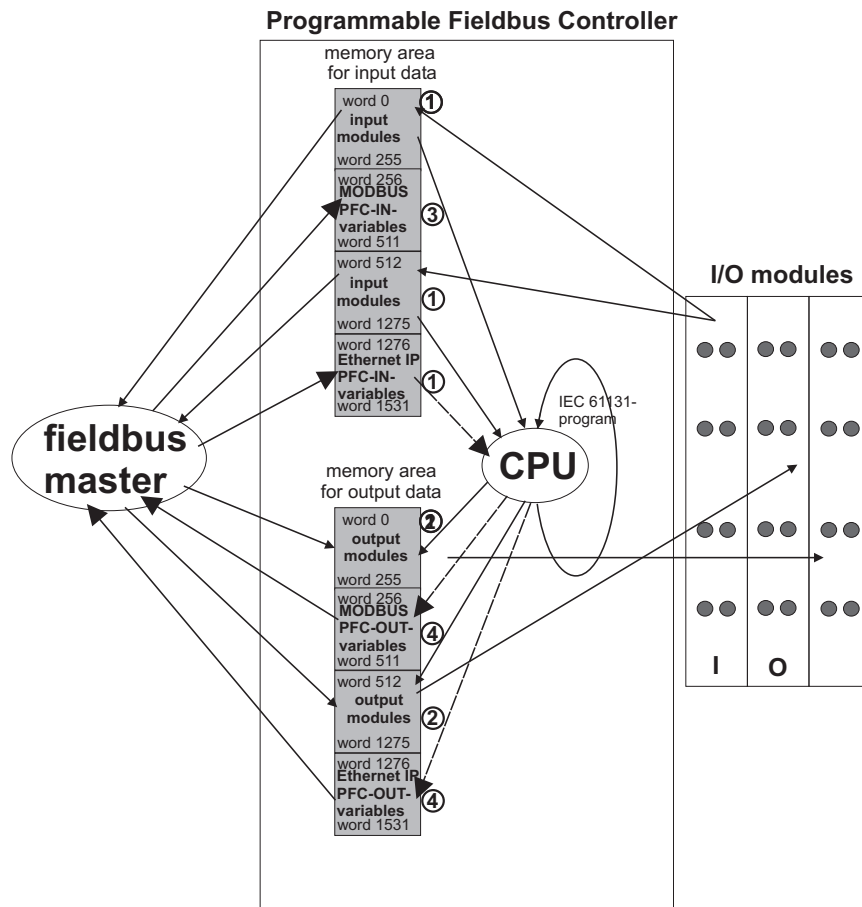 Programmable Fieldbus Controller
memory area
for input data
word 0
①
input
modules
word 255
word 256
MODBUS
PFC-IN-
variables
③
word 511
word 512
input
modules
①
word 1275
word 1276
Ethernet IP
PFC-IN-
variables
①
word 1531
fieldbus
master
IEC 61131-
program
CPU
memory area
for output data
word 0
output
modules
word 255
word 256
MODBUS
PFC-OUT-
variables
④
word 511
word 512
output
modules
②
word 1275
word 1276
Ethernet IP
PFC-OUT-
variables
④
word 1531
I/O modules
I
O